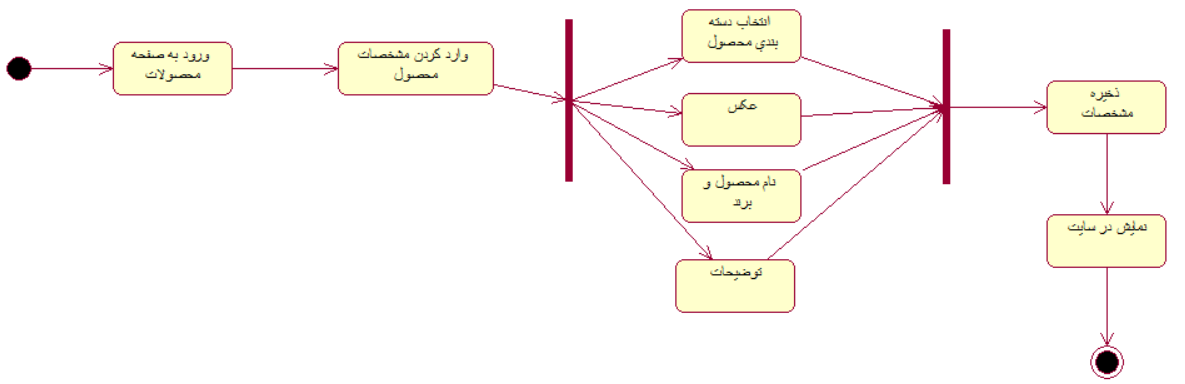 ورود به صفحه
محصولات
وارد کردن مشخصات
محصول
انتخاب دسته
بندي محصول
عکس
نام محصول و
برند
توضیحات
ذخیره
مشخصات
نمایش در سایت